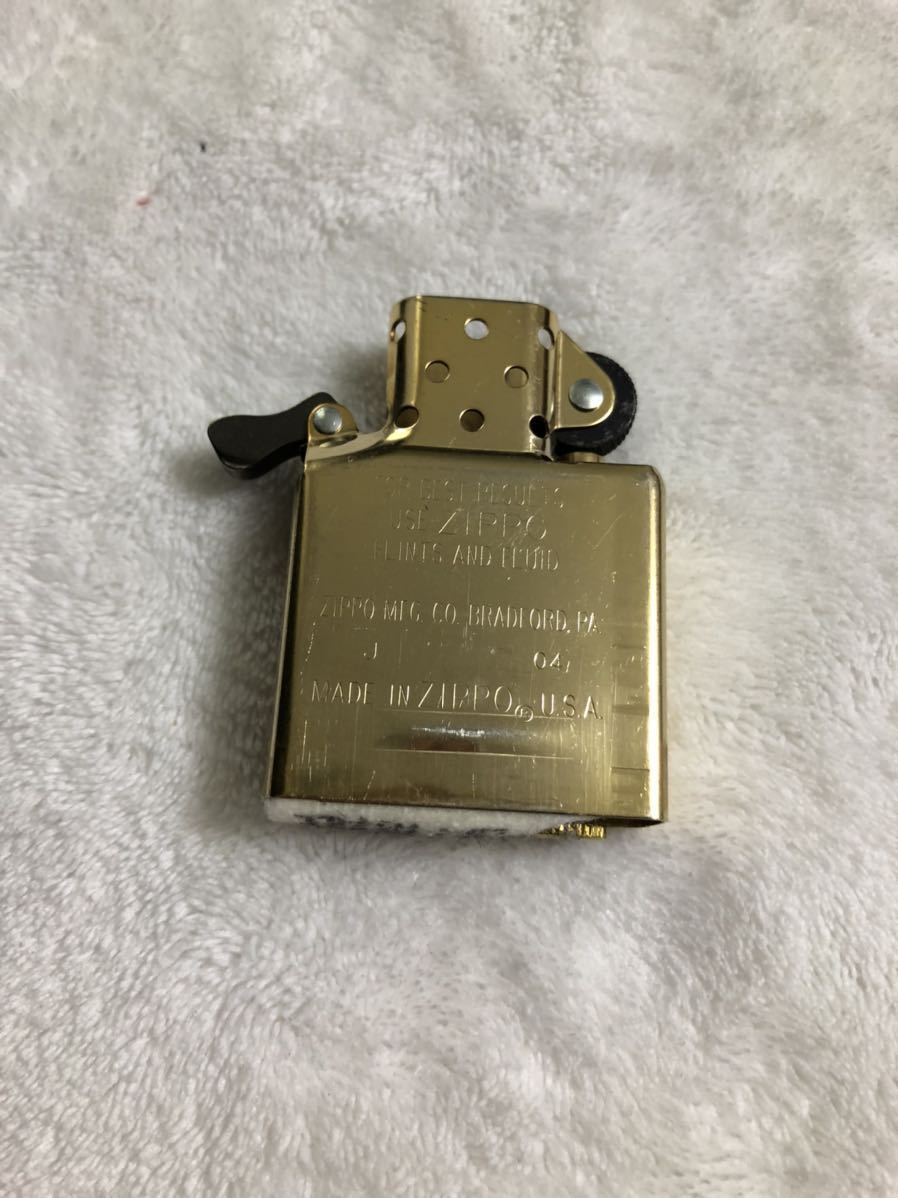 FOR BEST RESULTS
USE ZIPPO
FLINTS AND FLUID
ZIPPO MFG. CO. BRADFORD, PA.
J 04
MADE IN ZIPPO® U.S.A.